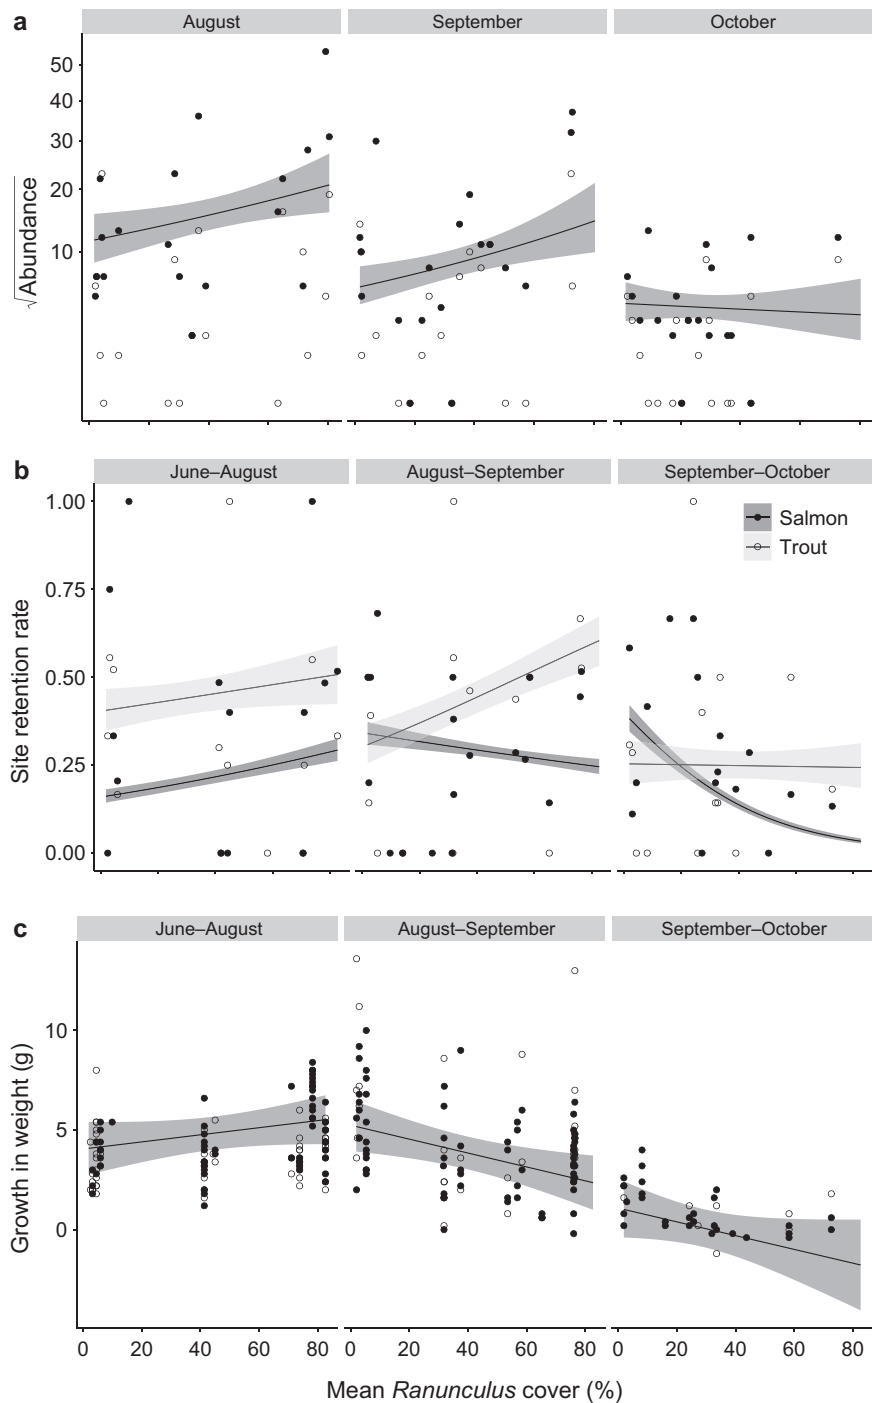 a
August
September
October
50
40
30
20
10
√Abundance
b
June–August
August–September
September–October
1.00
0.75
0.50
0.25
0.00
Site retention rate
Salmon
Trout
c
June–August
August–September
September–October
10
5
0
Growth in weight (g)
0 20 40 60 80 0 20 40 60 80 0 20 40 60 80
Mean Ranunculus cover (%)